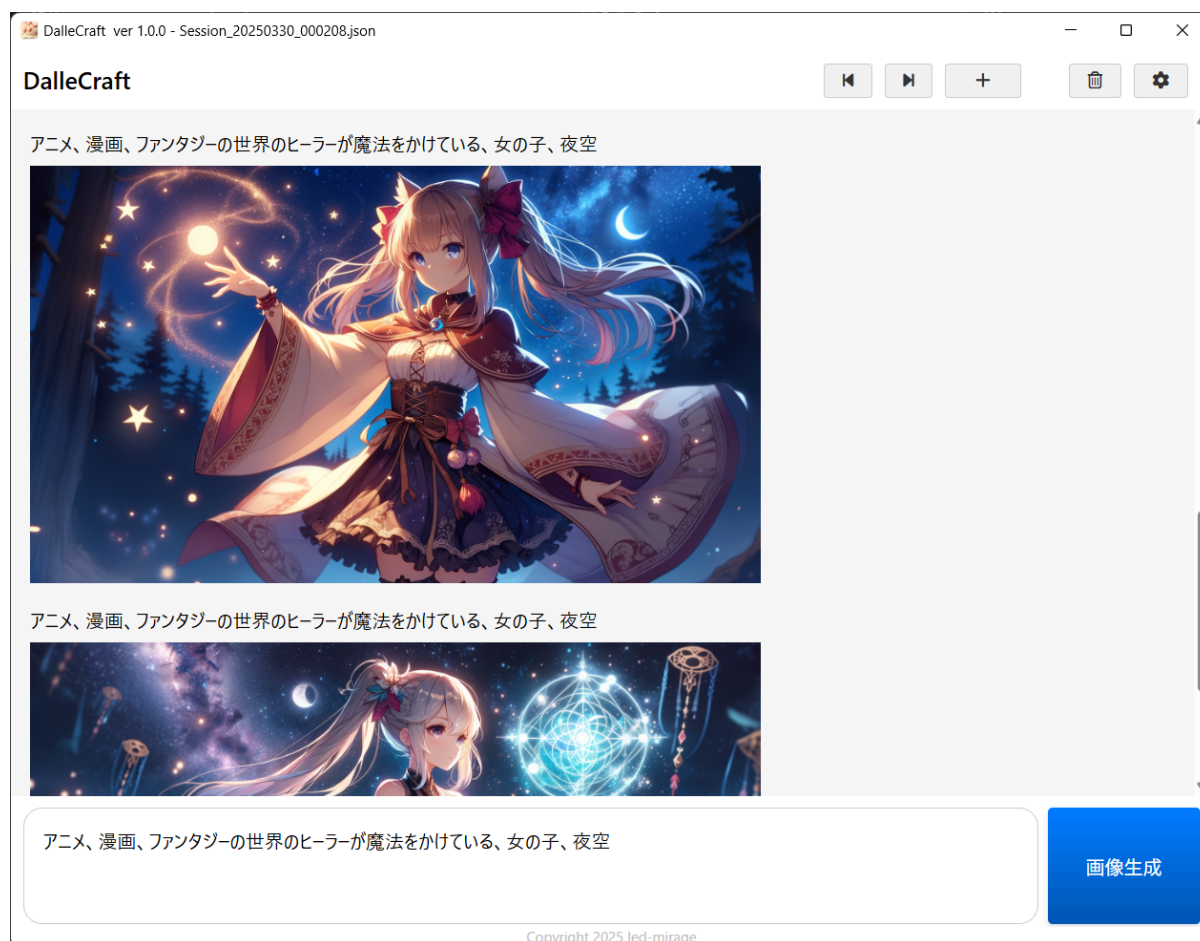 DalleCraft ver 1.0.0 - Session_20250330_000208.json
DalleCraft
アニメ、漫画、ファンタジーの世界のヒーラーが魔法をかけている、女の子、夜空
アニメ、漫画、ファンタジーの世界のヒーラーが魔法をかけている、女の子、夜空
アニメ、漫画、ファンタジーの世界のヒーラーが魔法をかけている、女の子、夜空
画像生成
Copyright 2025 led-mirage